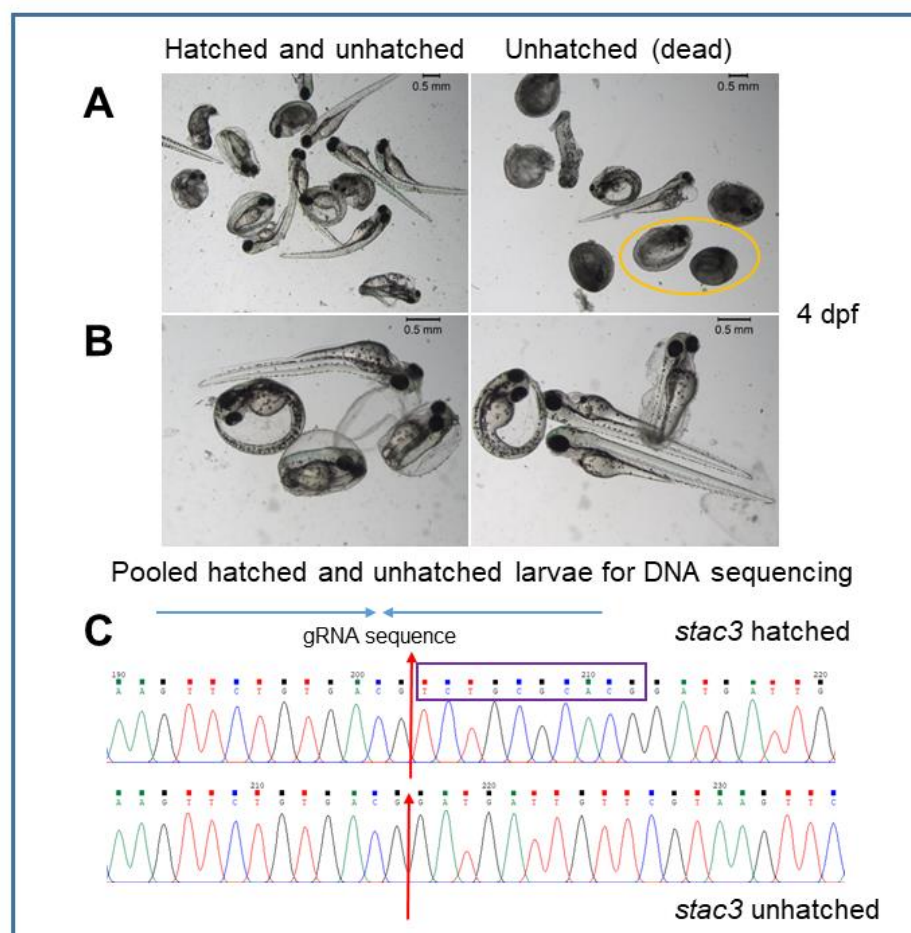 Hatched and unhatched Unhatched (dead)
A
0.5 mm 0.5 mm
4 dpf
B
0.5 mm 0.5 mm
Pooled hatched and unhatched larvae for DNA sequencing
C
gRNA sequence
stac3 hatched
190 200 210 220
A A G T T C T G T G A C G T C T G C G C A C G G A T G A T T G
210 220 230
A A G T T C T G T G A C G G A T G A T T G T T C G T A A G T T C
stac3 unhatched